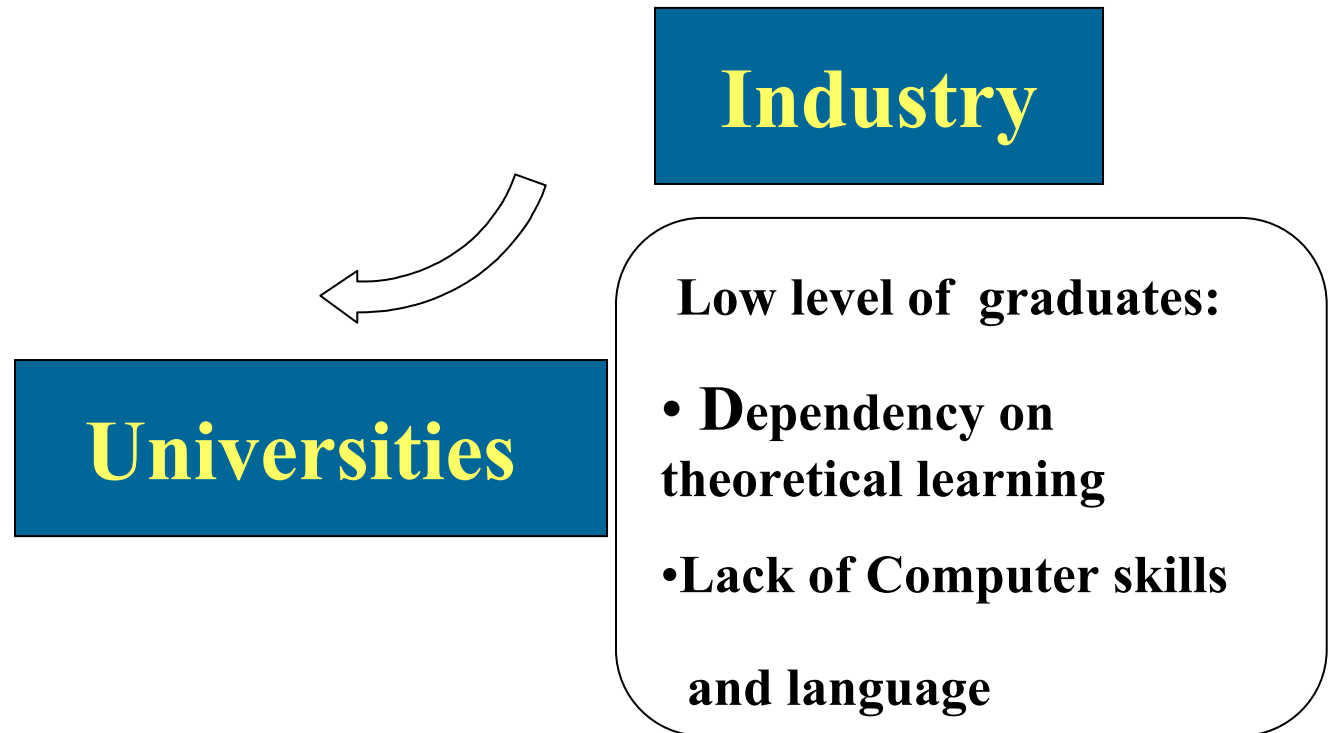 Industry
Universities
Low level of graduates:
• Dependency on
theoretical learning
•Lack of Computer skills
and language